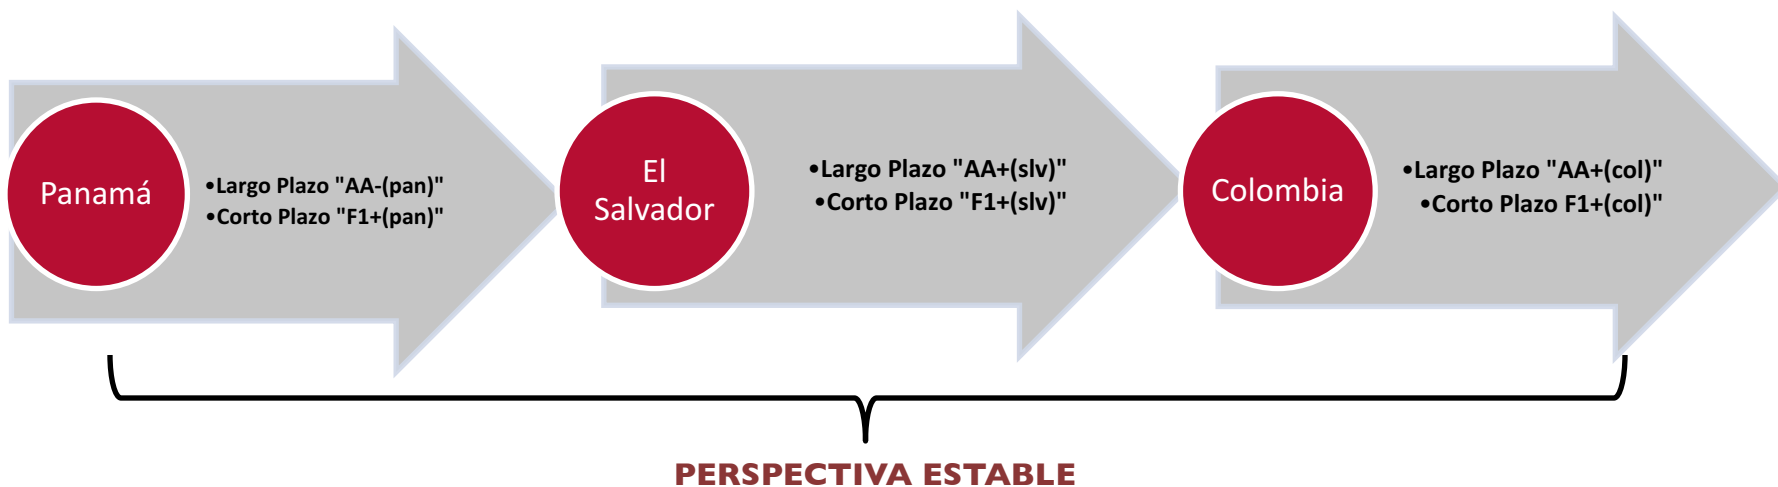 Panamá
•Largo Plazo "AA-(pan)"
•Corto Plazo "F1+(pan)"
El
Salvador
•Largo Plazo "AA+(slv)"
•Corto Plazo "F1+(slv)"
Colombia
•Largo Plazo "AA+(col)"
•Corto Plazo F1+(col)"
PERSPECTIVA ESTABLE